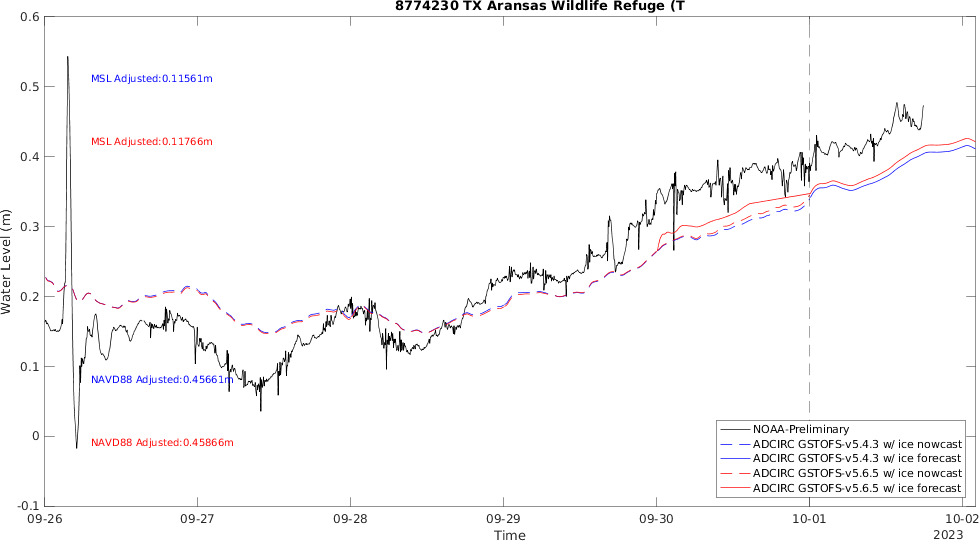 8774230 TX Aransas Wildlife Refuge (T
0.6
0.5
0.4
0.3
0.2
0.1
0
-0.1
Water Level (m)
MSL Adjusted:0.11561m
MSL Adjusted:0.11766m
NAVD88 Adjusted:0.45661m
NAVD88 Adjusted:0.45866m
NOAA-Preliminary
ADCIRC GSTOFS-v5.4.3 w/ ice nowcast
ADCIRC GSTOFS-v5.4.3 w/ ice forecast
ADCIRC GSTOFS-v5.6.5 w/ ice nowcast
ADCIRC GSTOFS-v5.6.5 w/ ice forecast
09-26 09-27 09-28 09-29 09-30 10-01 10-02
Time
2023